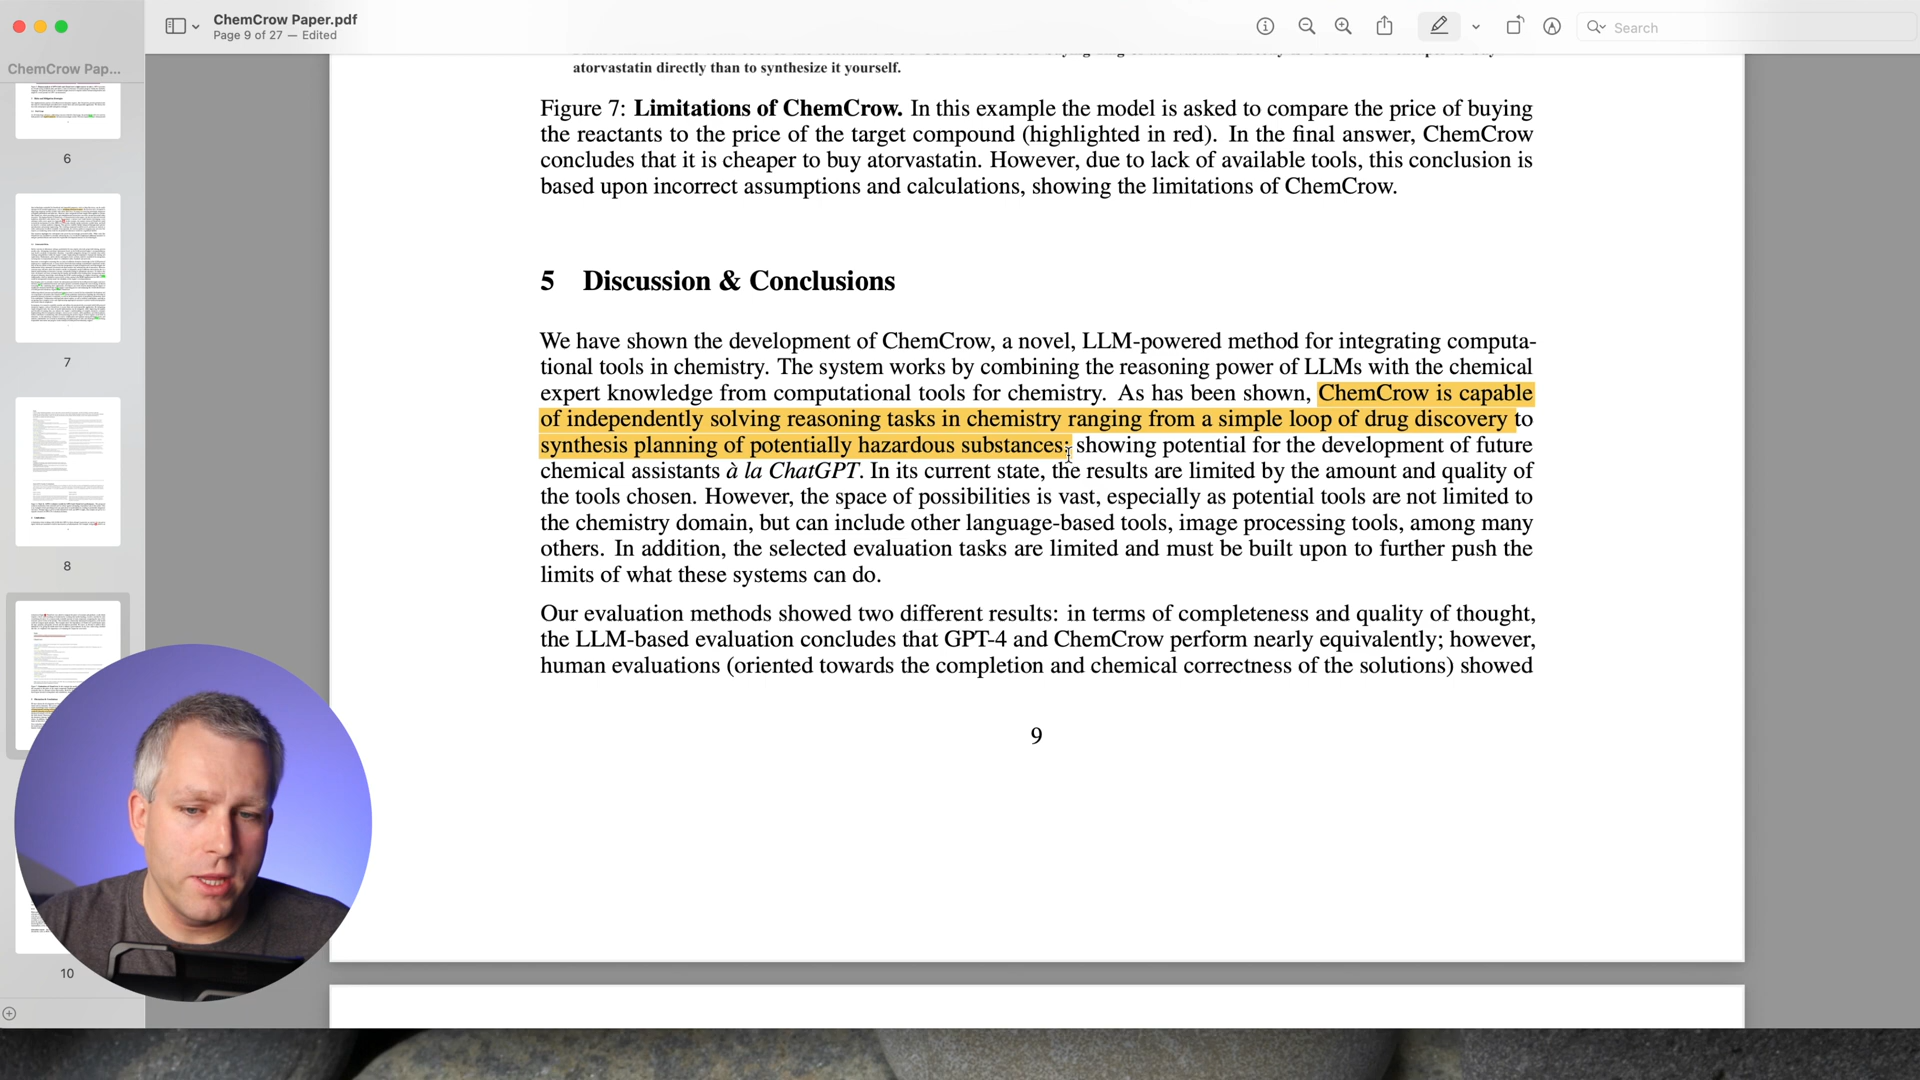 ChemCrow Paper.pdf
Page 9 of 27 — Edited
Search
ChemCrow Pap...
6
7
8
10
atorvastatin directly than to synthesize it yourself.
Figure 7: Limitations of ChemCrow. In this example the model is asked to compare the price of buying
the reactants to the price of the target compound (highlighted in red). In the final answer, ChemCrow
concludes that it is cheaper to buy atorvastatin. However, due to lack of available tools, this conclusion is
based upon incorrect assumptions and calculations, showing the limitations of ChemCrow.
5 Discussion & Conclusions
We have shown the development of ChemCrow, a novel, LLM-powered method for integrating computa-
tional tools in chemistry. The system works by combining the reasoning power of LLMs with the chemical
expert knowledge from computational tools for chemistry. As has been shown, ChemCrow is capable
of independently solving reasoning tasks in chemistry ranging from a simple loop of drug discovery to
synthesis planning of potentially hazardous substances; showing potential for the development of future
chemical assistants à la ChatGPT. In its current state, the results are limited by the amount and quality of
the tools chosen. However, the space of possibilities is vast, especially as potential tools are not limited to
the chemistry domain, but can include other language-based tools, image processing tools, among many
others. In addition, the selected evaluation tasks are limited and must be built upon to further push the
limits of what these systems can do.
Our evaluation methods showed two different results: in terms of completeness and quality of thought,
the LLM-based evaluation concludes that GPT-4 and ChemCrow perform nearly equivalently; however,
human evaluations (oriented towards the completion and chemical correctness of the solutions) showed
9